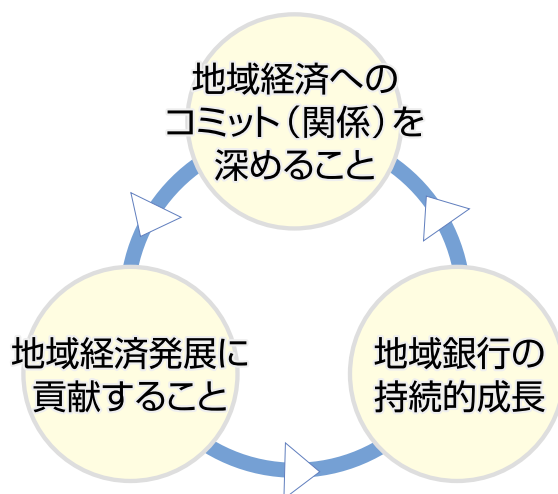 地域経済への
コミット（関係）を
深めること
地域経済発展に
貢献すること
地域銀行の
持続的成長